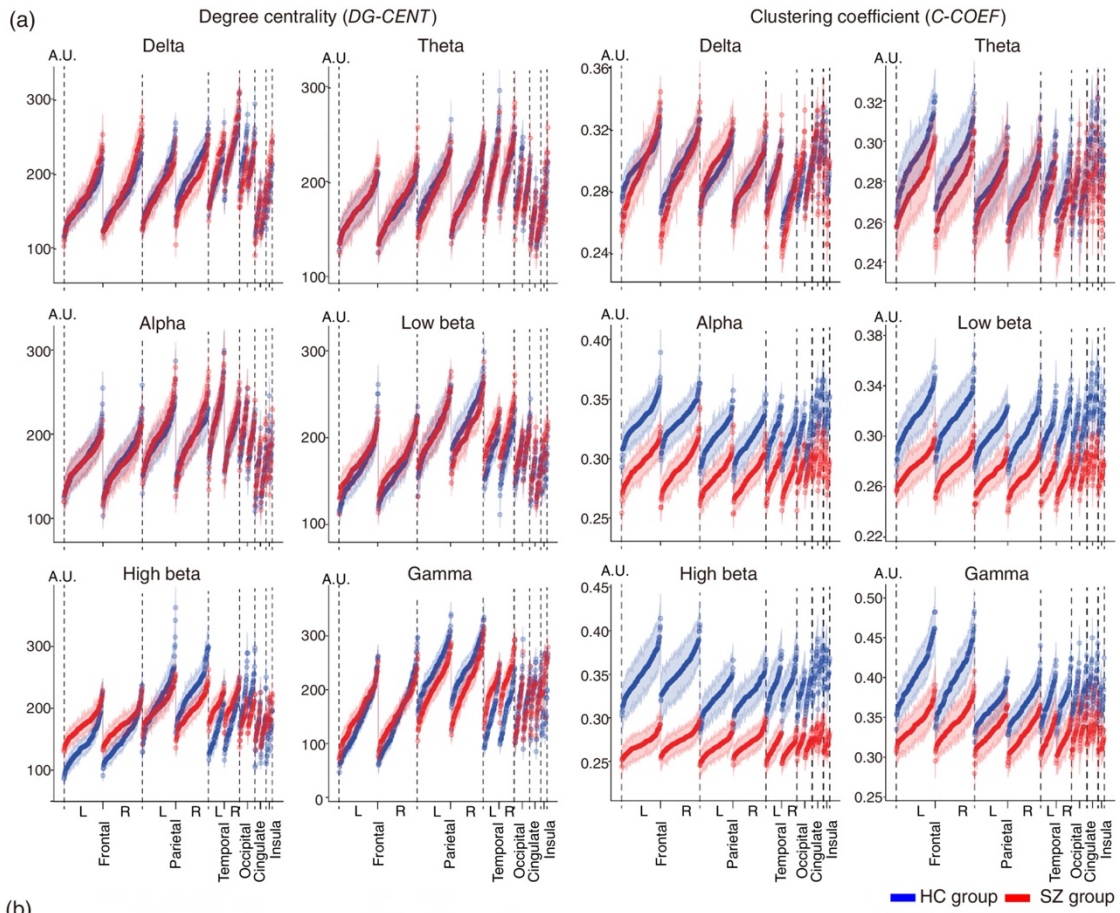 (a)
Degree centrality (DG-CENT)
Clustering coefficient (C-COEF)
A.U. Delta
A.U. Theta
A.U. Delta
A.U. Theta
300
200
100
300
200
100
0.36
0.32
0.28
0.24
0.32
0.30
0.28
0.26
0.24
A.U. Alpha
A.U. Low beta
A.U. Alpha
A.U. Low beta
300
200
100
300
200
100
0.40
0.35
0.30
0.25
0.38
0.34
0.30
0.26
0.22
A.U. High beta
A.U. Gamma
A.U. High beta
A.U. Gamma
300
200
100
400
300
200
100
0
0.45
0.40
0.35
0.30
0.25
0.50
0.45
0.40
0.35
0.30
0.25
L R L R L R
L R L R L R
L R L R L R
L R L R L R
Frontal Parietal Temporal Occipital Cingulate Insula
Frontal Parietal Temporal Occipital Cingulate Insula
Frontal Parietal Temporal Occipital Cingulate Insula
Frontal Parietal Temporal Occipital Cingulate Insula
HC group SZ group
(b)